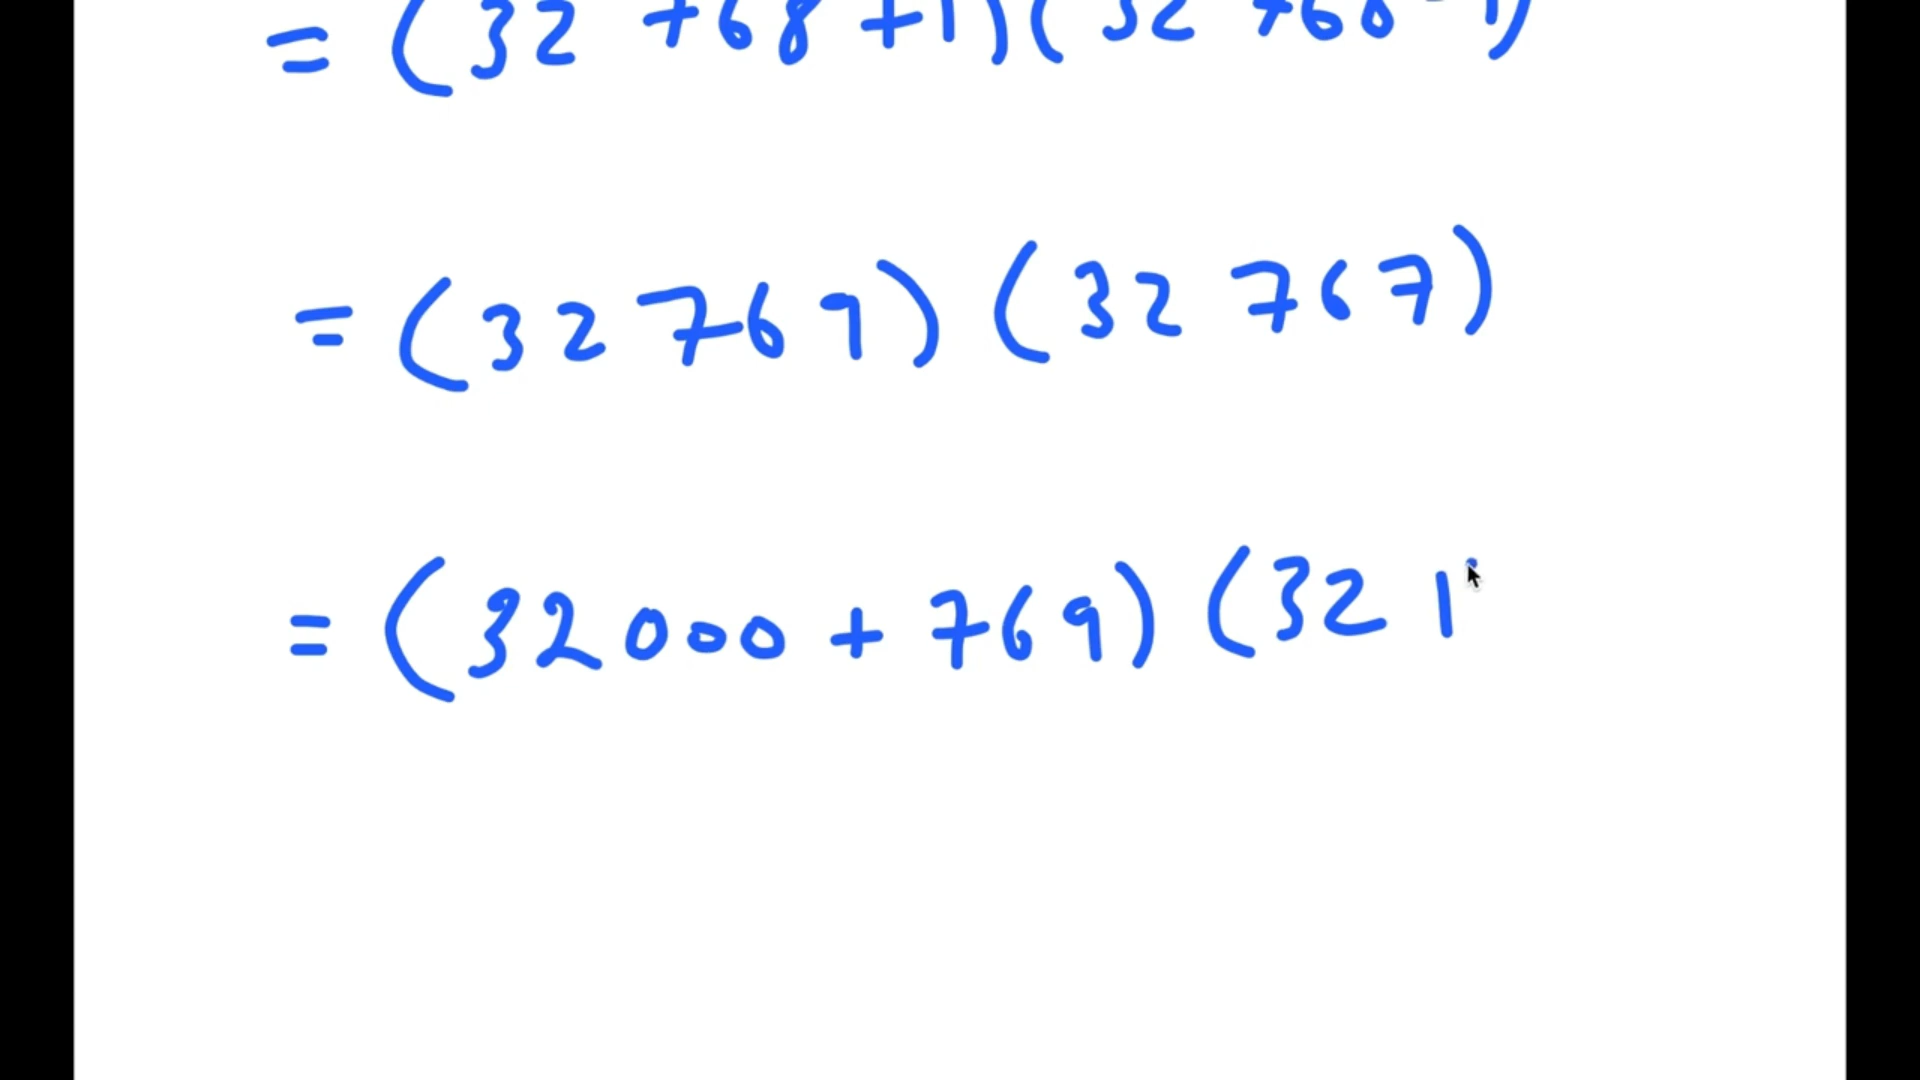 = (32 768 +1) (32 768 -1)
= (32 769) (32 767)
= (32000 + 769) (32 1